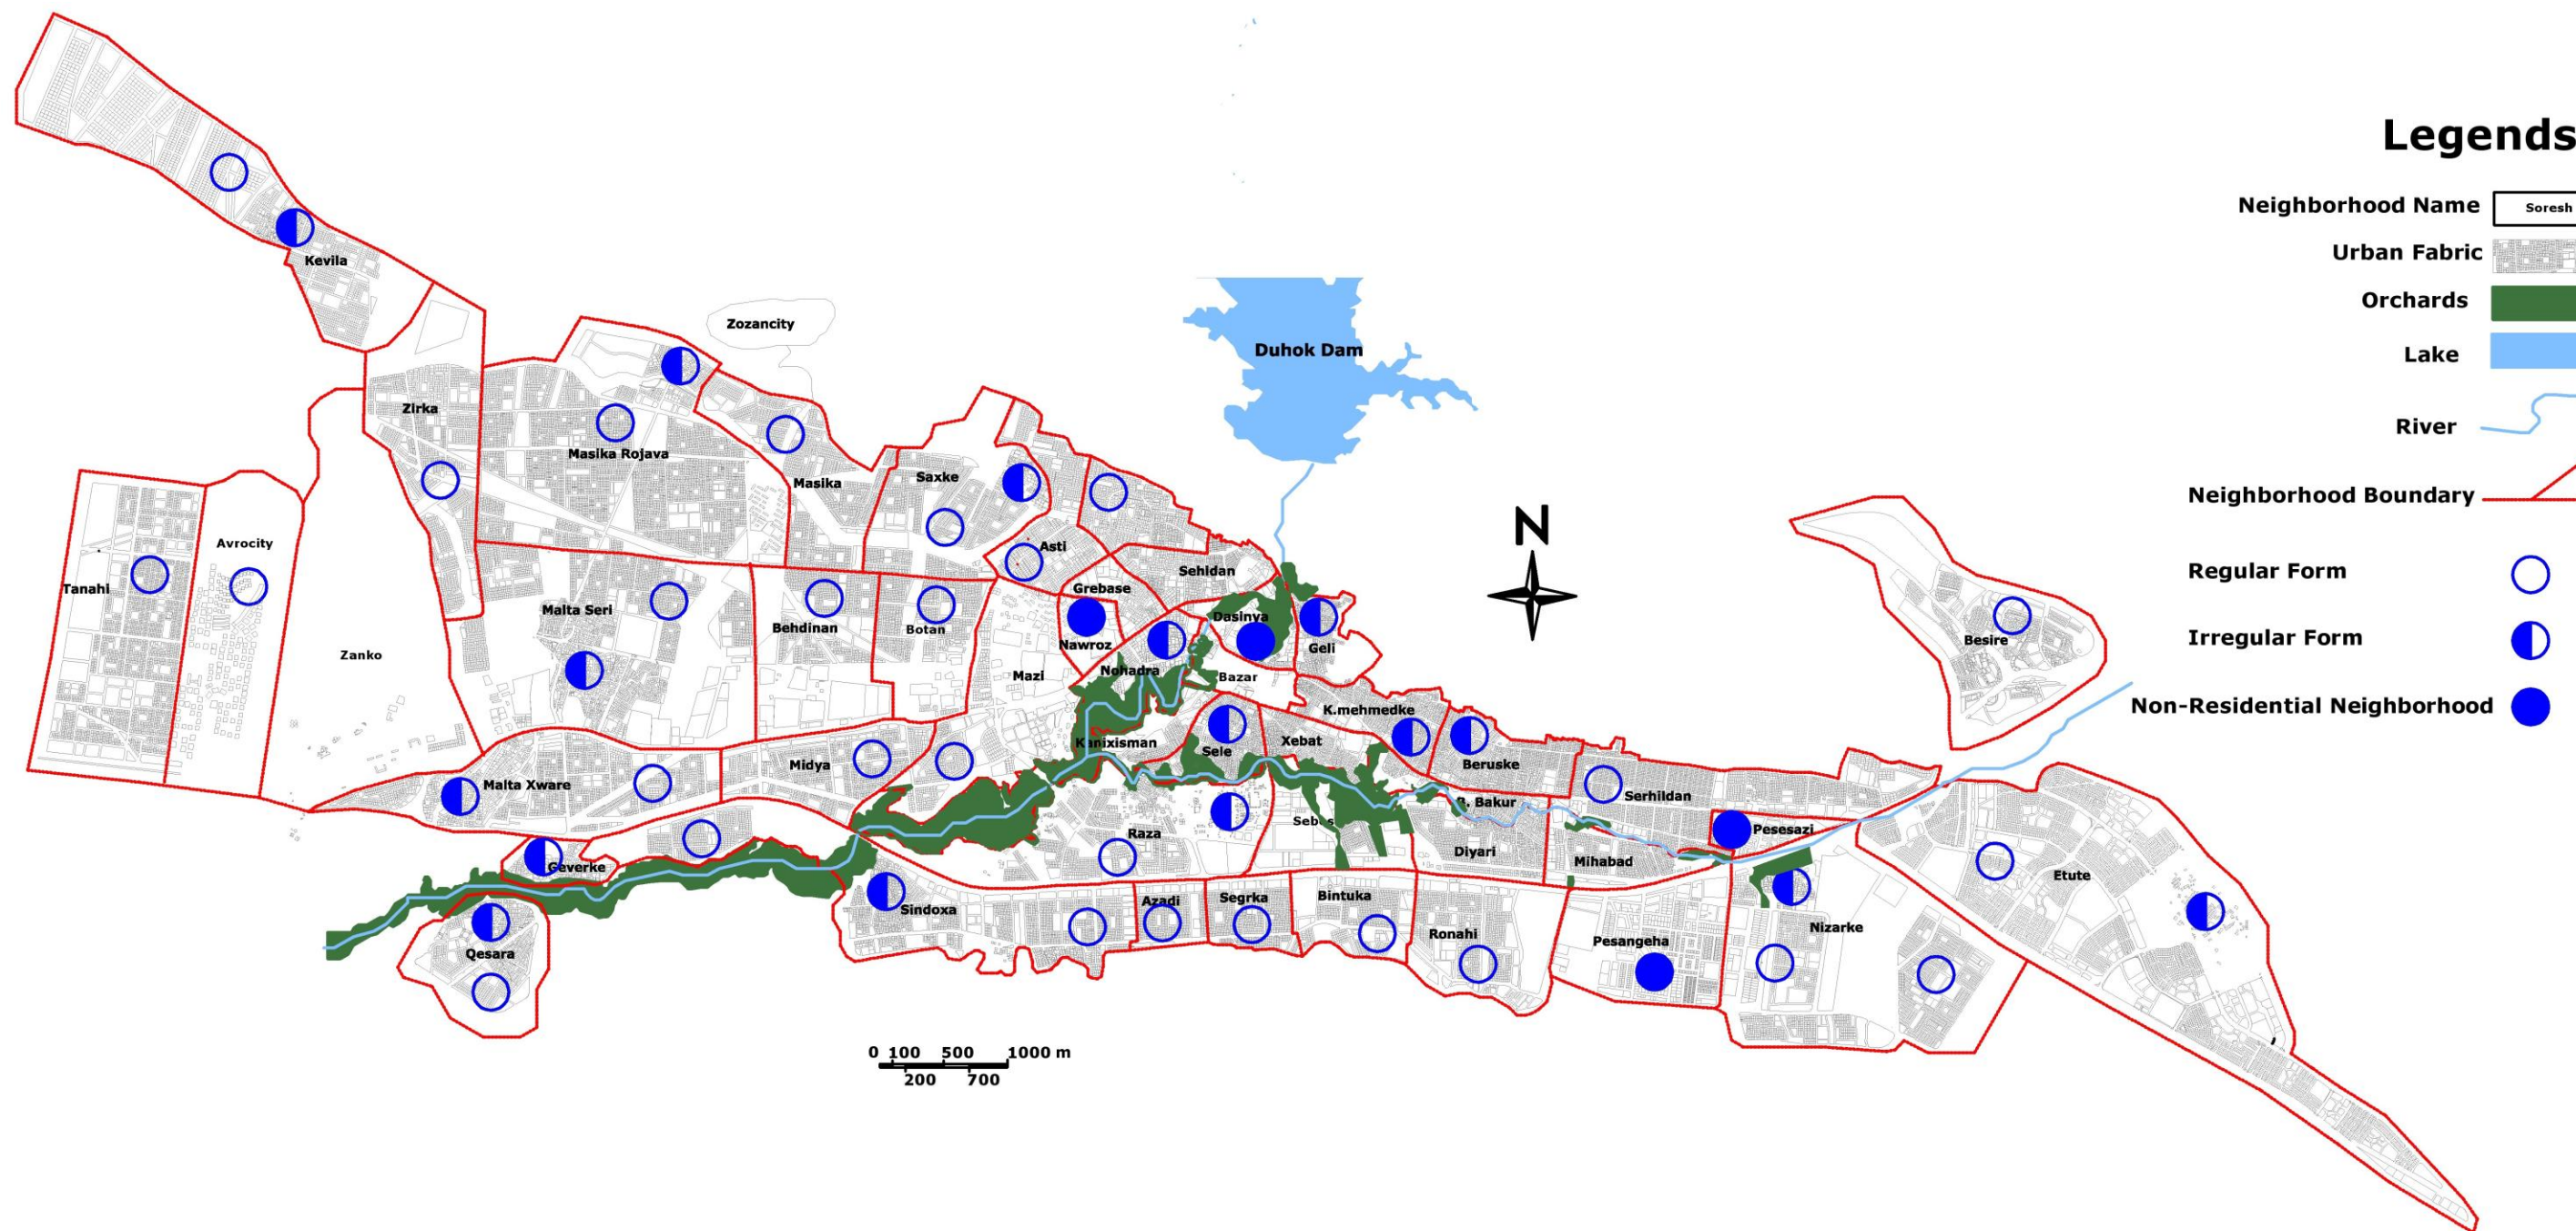 Legends
Neighborhood Name
Soresh
Urban Fabric
Orchards
Lake
River
Neighborhood Boundary
Regular Form
Irregular Form
Non-Residential Neighborhood
Kevila
Zozancity
Duhok Dam
Zirka
Masika Rojava
Masika
Saxke
N
Avrocity
Asti
Tanahi
Sehidan
Grebase
Malta Seri
Behdinan
Botan
Dasinya
Nawroz
Geli
Besire
Zanko
Mazi
Nohadra
Bazar
K.mehmedke
Kanixisman
Xebat
Sele
Midya
Beruske
Malta Xware
Serhildan
Bakur
Raza
Pesesazi
Diyari
Mihabad
Geverke
Etute
Sindoxa
Azadi
Segrka
Bintuka
Nizarke
Ronahi
Pesangeha
Qesara
0 100 500 1000 m
200 700